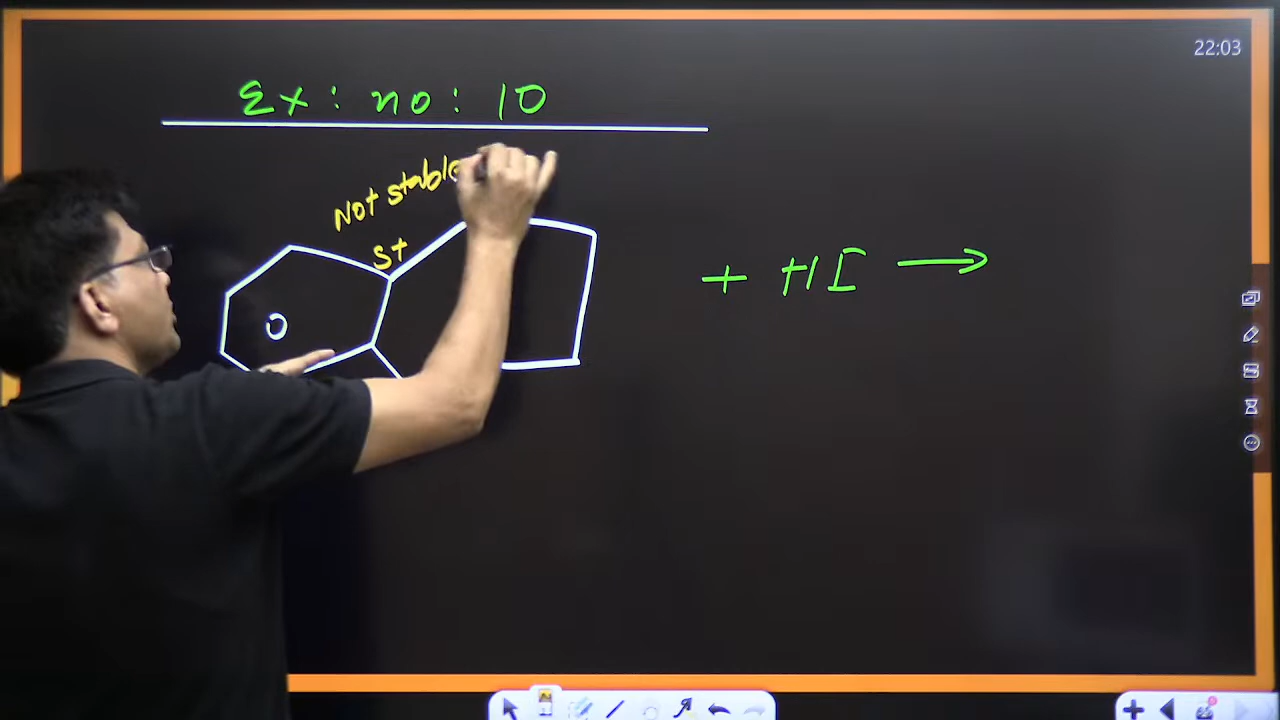 22:03
Ex : no : 10
Not stable
S+
O
+ HI →